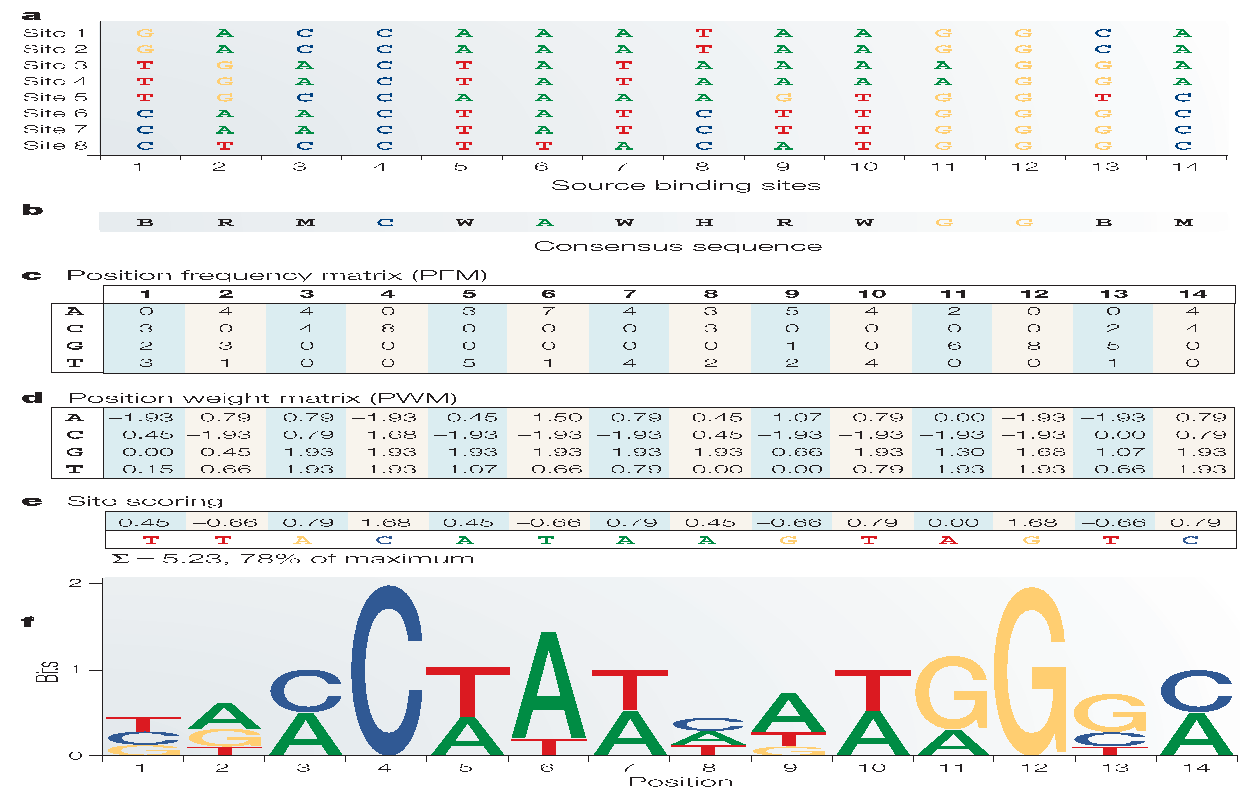 a
Site 1 G A C C A A A T A A G G C A
Site 2 G A C C A A A T A A G G C A
Site 3 T G A C T A T A A A A G G A
Site 4 T G A C T A T A A A A G G A
Site 5 T G C C A A A A G T G G T C
Site 6 C A A C T A T C T T G G G C
Site 7 C A A C T A T C T T G G G C
Site 8 C T C C T T A C A T G G G C
1 2 3 4 5 6 7 8 9 10 11 12 13 14
Source binding sites
b
B R M C W A W H R W G G B M
Consensus sequence
c Position frequency matrix (PFM)
1 2 3 4 5 6 7 8 9 10 11 12 13 14
A 0 4 4 0 3 7 4 3 5 4 2 0 0 4
C 3 0 4 8 0 0 0 3 0 0 0 0 2 4
G 2 3 0 0 0 0 0 0 1 0 6 8 5 0
T 3 1 0 0 5 1 4 2 2 4 0 0 1 0
d Position weight matrix (PWM)
A –1.93 0.79 0.79 –1.93 0.45 1.50 0.79 0.45 1.07 0.79 0.00 –1.93 –1.93 0.79
C 0.45 –1.93 0.79 1.68 –1.93 –1.93 –1.93 0.45 –1.93 –1.93 –1.93 –1.93 0.00 0.79
G 0.00 0.45 1.93 1.93 1.93 1.93 1.93 1.93 0.66 1.93 1.30 1.68 1.07 1.93
T 0.15 0.66 1.93 1.93 1.07 0.66 0.79 0.00 0.00 0.79 1.93 1.93 0.66 1.93
e Site scoring
0.45 –0.66 0.79 1.68 0.45 –0.66 0.79 0.45 –0.66 0.79 0.00 1.68 –0.66 0.79
T T A C A T A A G T A G T C
Σ = 5.23, 78% of maximum
f
2
1
0
Bits
T C G
A G T
C A
C
T A
A T
T A
C A T
A T G
T A
G A
G
G C T
C A
1 2 3 4 5 6 7 8 9 10 11 12 13 14
Position